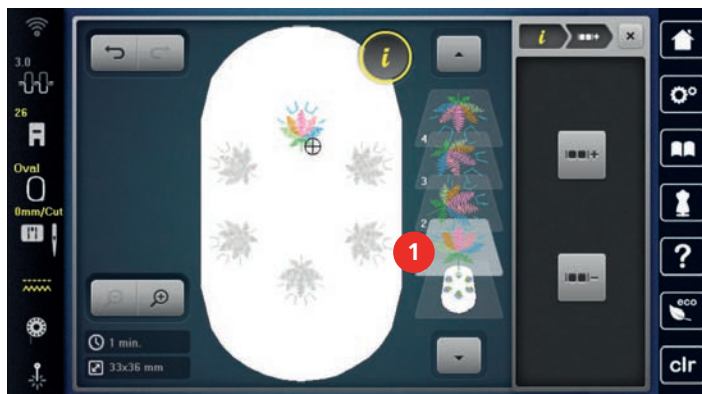 3.0
26
Oval
0mm/Cut
i
1 min.
33x36 mm
4
3
2
1
i
+
-
×
?
eco
clr